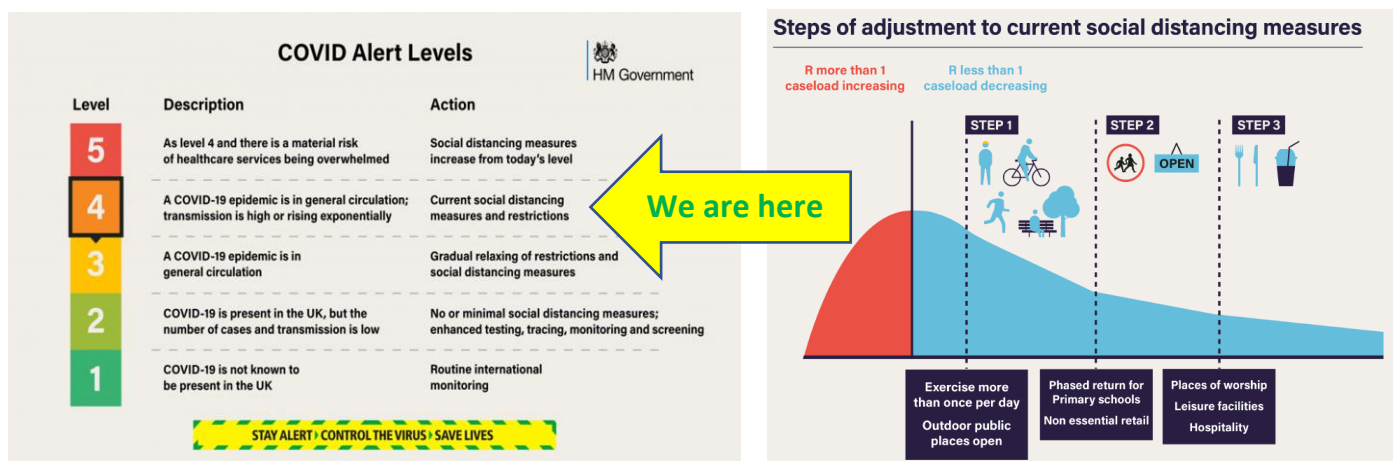 COVID Alert Levels
HM Government
Level Description Action
5 As level 4 and there is a material risk Social distancing measures
of healthcare services being overwhelmed increase from today's level
4 A COVID-19 epidemic is in general circulation; Current social distancing
transmission is high or rising exponentially measures and restrictions
3 A COVID-19 epidemic is in Gradual relaxing of restrictions and
general circulation social distancing measures
2 COVID-19 is present in the UK, but the No or minimal social distancing measures;
number of cases and transmission is low enhanced testing, tracing, monitoring and screening
1 COVID-19 is not known to Routine international
be present in the UK monitoring
STAY ALERT CONTROL THE VIRUS SAVE LIVES
We are here
Steps of adjustment to current social distancing measures
R more than 1
caseload increasing
R less than 1
caseload decreasing
STEP 1
STEP 2
STEP 3
OPEN
Exercise more
than once per day
Outdoor public
places open
Phased return for
Primary schools
Non essential retail
Places of worship
Leisure facilities
Hospitality